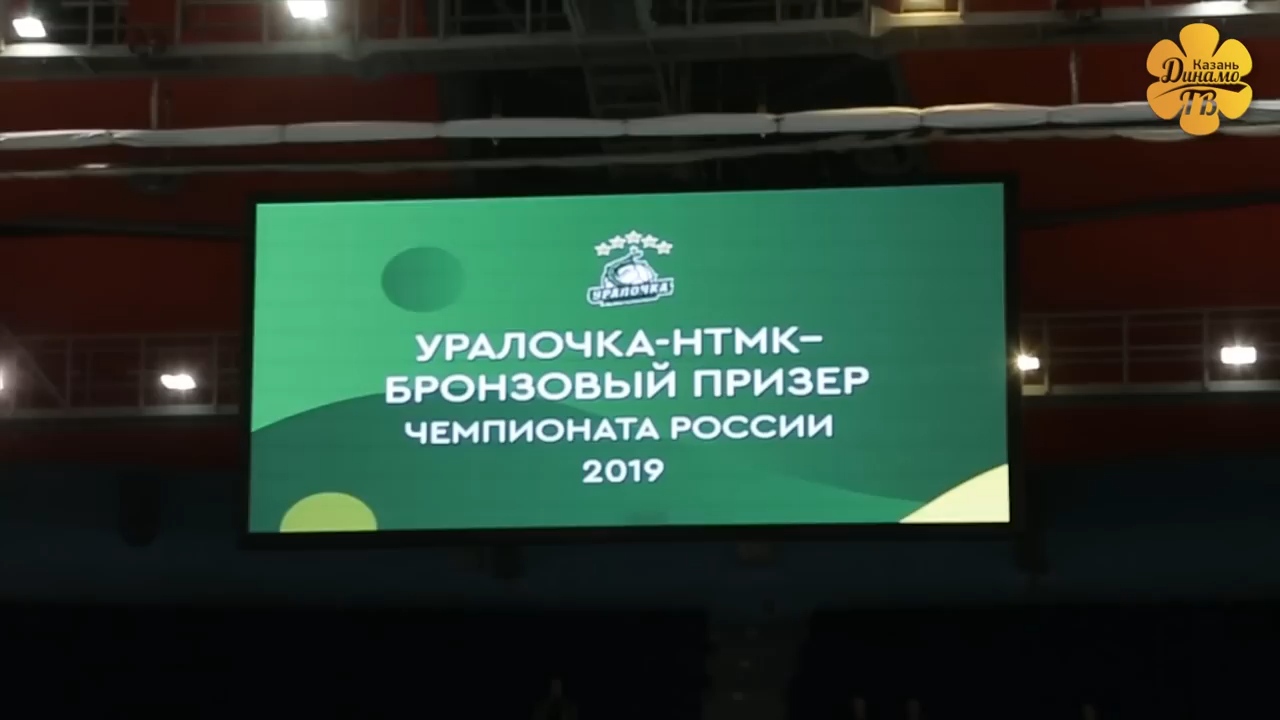 Казань
Динамо
ТВ
УРАЛОЧКА
УРАЛОЧКА-НТМК–
БРОНЗОВЫЙ ПРИЗЕР
ЧЕМПИОНАТА РОССИИ
2019